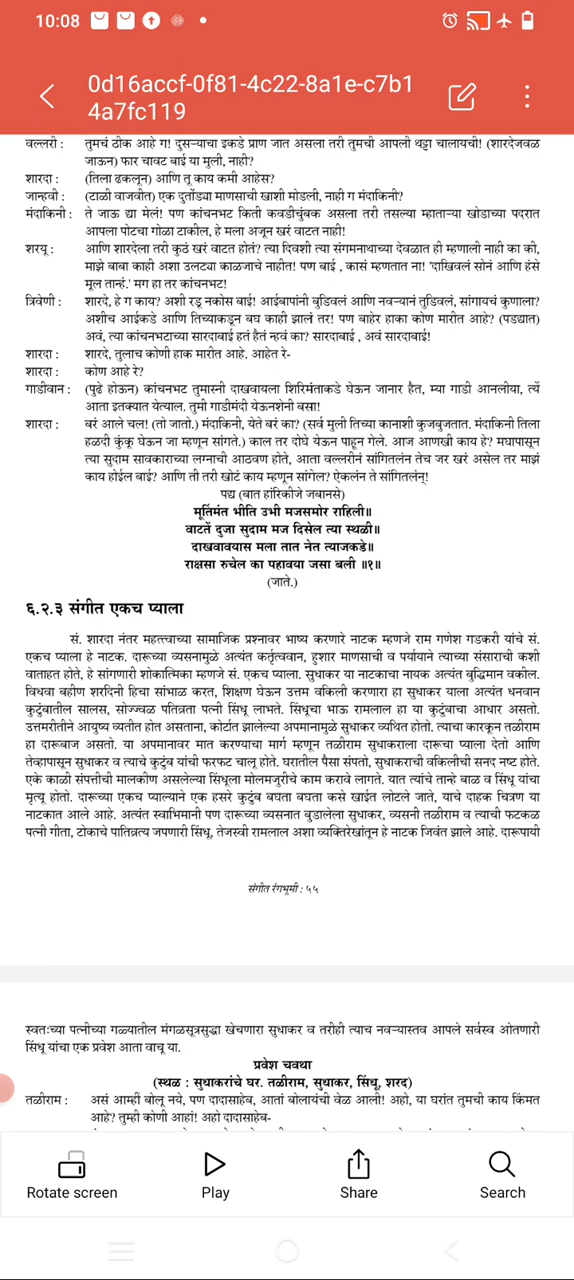 10:08
0d16accf-0f81-4c22-8a1e-c7b1
4a7fc119
वल्लरी : तुमचं ठीक आहे ग! दुसऱ्याचा इकडे प्राण जात असला तरी तुमची आपली थट्टा चालायची! (शारदेजवळ
जाऊन) फार चावट बाई या मुली, नाही?
शारदा : (तिला ढकलून) आणि तू काय कमी आहेस?
जान्हवी : (टाळी वाजवीत) एक दुतोंड्या माणसाची खाशी मोडली, नाही ग मंदाकिनी?
मंदाकिनी : ते जाऊ द्या मेलं! पण कांचनभट किती कवडीचुंबक असला तरी तसल्या म्हाताऱ्या खोडाच्या पदरात
आपला पोटचा गोळा टाकील, हे मला अजून खरं वाटत नाही!
शरयू : आणि शारदेला तरी कुठं खरं वाटत होतं? त्या दिवशी त्या संगमनाथाच्या देवळात ही म्हणाली नाही का की,
माझे बाबा काही अशा उलट्या काळजाचे नाहीत! पण बाई , कासं म्हणतात ना! 'दाखिवलं सोनं आणि हंसे
मूल तान्हं.' मग हा तर कांचनभट!
त्रिवेणी : शारदे, हे ग काय? अशी रडू नकोस बाई! आईबापांनी बुडिवलं आणि नवऱ्यानं तुडिवलं, सांगायचं कुणाला?
अशीच आईकडे आणि तिच्याकडून बघ काही झालं तर! पण बाहेर हाका कोण मारीत आहे? (पडद्यात)
अवं, त्या कांचनभटाच्या सारदाबाई हतं हैतं न्हवं का? सारदाबाई , अवं सारदाबाई!
शारदा : शारदे, तुलाच कोणी हाक मारीत आहे. आहेत रे-
शारदा : कोण आहे रे?
गाडीवान : (पुढे होऊन) कांचनभट तुमास्नी दाखवायला शिरिमंताकडे घेऊन जानार हैत, म्या गाडी आनलीया, त्यें
आता इतक्यात येत्याल. तुमी गाडीमंदी येऊनशेनी बसा!
शारदा : बरं आले चल! (तो जातो.) मंदाकिनी, येते बरं का? (सर्व मुली तिच्या कानाशी कुजबुजतात. मंदाकिनी तिला
हळदी कुंकू घेऊन जा म्हणून सांगते.) काल तर दोघे येऊन पाहून गेले. आज आणखी काय हे? मघापासून
त्या सुदाम सावकाराच्या लग्नाची आठवण होते, आता वल्लरीनं सांगितलंन तेच जर खरं असेल तर माझं
काय होईल बाई? आणि ती तरी खोटं काय म्हणून सांगेल? ऐकलंन ते सांगितलंन्!
पद्य (बात हांरिकीजे जबानसे)
मूर्तिमंत भीति उभी मजसमोर राहिली॥
वाटतें दुजा सुदाम मज दिसेल त्या स्थळी॥
दाखवावयास मला तात नेत त्याजकडे॥
राक्षसा रुचेल का पहावया जसा बली ॥१॥
(जाते.)
६.२.३ संगीत एकच प्याला
सं. शारदा नंतर महत्त्वाच्या सामाजिक प्रश्नावर भाष्य करणारे नाटक म्हणजे राम गणेश गडकरी यांचे सं.
एकच प्याला हे नाटक. दारूच्या व्यसनामुळे अत्यंत कर्तृत्ववान, हुशार माणसाची व पर्यायाने त्याच्या संसाराची कशी
वाताहत होते, हे सांगणारी शोकात्मिका म्हणजे सं. एकच प्याला. सुधाकर या नाटकाचा नायक अत्यंत बुद्धिमान वकील.
विधवा बहीण शरदिनी हिचा सांभाळ करत, शिक्षण घेऊन उत्तम वकिली करणारा हा सुधाकर याला अत्यंत धनवान
कुटुंबातील सालस, सोज्ज्वळ पतिव्रता पत्नी सिंधू लाभते. सिंधूचा भाऊ रामलाल हा या कुटुंबाचा आधार असतो.
उत्तमरीतीने आयुष्य व्यतीत होत असताना, कोर्टात झालेल्या अपमानामुळे सुधाकर व्यथित होतो. त्याचा कारकून तळीराम
हा दारूबाज असतो. या अपमानावर मात करण्याचा मार्ग म्हणून तळीराम सुधाकराला दारूचा प्याला देतो आणि
तेव्हापासून सुधाकर व त्याचे कुटुंब यांची फरफट चालू होते. घरातील पैसा संपतो, सुधाकराची वकिलीची सनद नष्ट होते.
एके काळी संपत्तीची मालकीण असलेल्या सिंधूला मोलमजुरीचे काम करावे लागते. यात त्यांचे तान्हे बाळ व सिंधू यांचा
मृत्यू होतो. दारूच्या एकच प्याल्याने एक हसरे कुटुंब बघता बघता कसे खाईत लोटले जाते, याचे दाहक चित्रण या
नाटकात आले आहे. अत्यंत स्वाभिमानी पण दारूच्या व्यसनात बुडालेला सुधाकर, व्यसनी तळीराम व त्याची फटकळ
पत्नी गीता, टोकाचे पातिव्रत्य जपणारी सिंधू, तेजस्वी रामलाल अशा व्यक्तिरेखांतून हे नाटक जिवंत झाले आहे. दारूपायी
संगीत रंगभूमी : ५५
स्वतःच्या पत्नीच्या गळ्यातील मंगळसूत्रसुद्धा खेचणारा सुधाकर व तरीही त्याच नवऱ्यास्तव आपले सर्वस्व ओतणारी
सिंधू यांचा एक प्रवेश आता वाचू या.
प्रवेश चवथा
(स्थळ : सुधाकरांचे घर. तळीराम, सुधाकर, सिंधू, शरद)
तळीराम : असं आम्हीं बोलू नये, पण दादासाहेब, आतां बोलायंची वेळ आली! अहो, या घरांत तुमची काय किंमत
आहे? तुम्ही कोणी आहां! अहो दादासाहेब-
Rotate screen Play Share Search